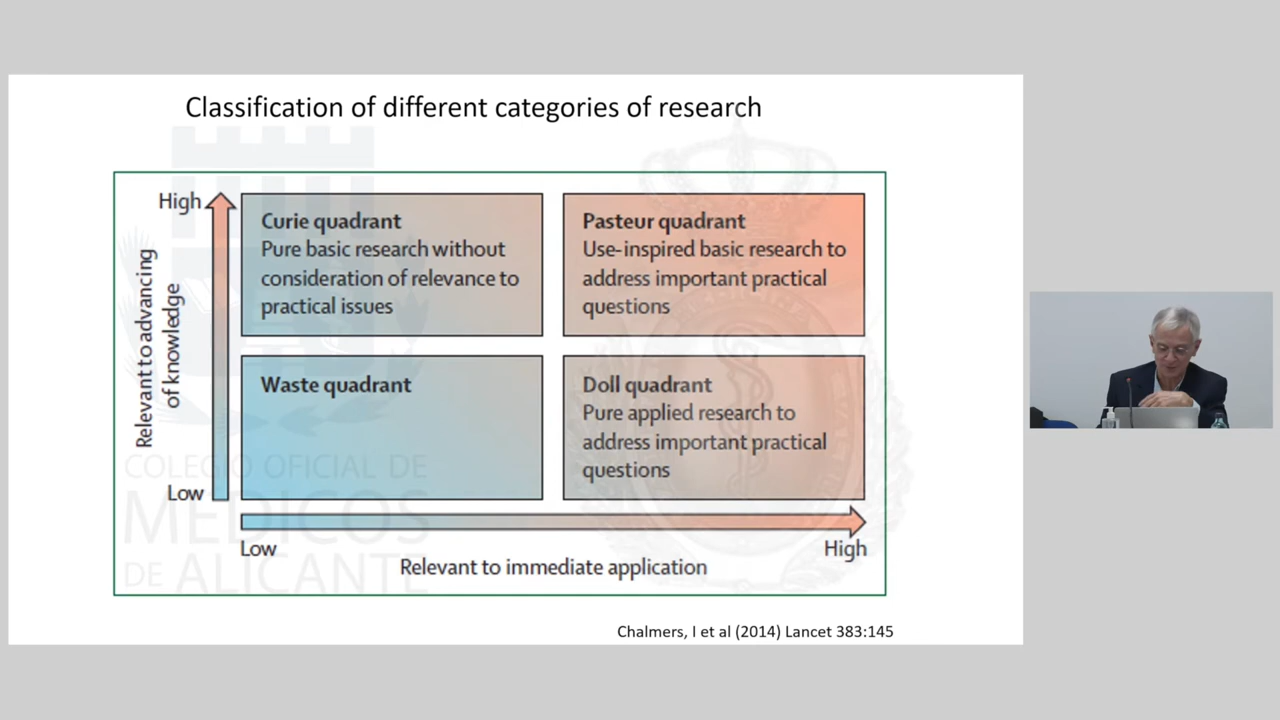 Classification of different categories of research
High
Relevant to advancing
of knowledge
Low
Curie quadrant
Pure basic research without
consideration of relevance to
practical issues
Pasteur quadrant
Use-inspired basic research to
address important practical
questions
Waste quadrant
Doll quadrant
Pure applied research to
address important practical
questions
Low
High
Relevant to immediate application
COLEGIO OFICIAL DE
MÉDICOS
DE ALICANTE
Chalmers, I et al (2014) Lancet 383:145